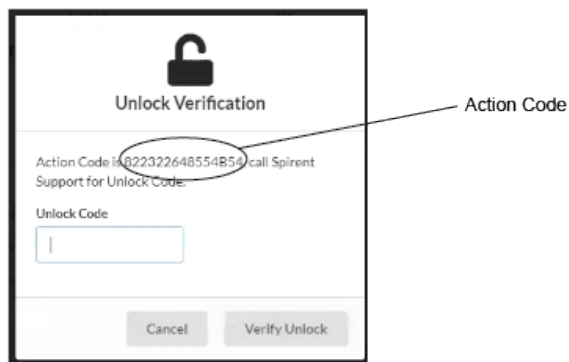 Unlock Verification
Action Code
Action Code is 822322648554B54, call Spirent
Support for Unlock Code.
Unlock Code
Cancel Verify Unlock